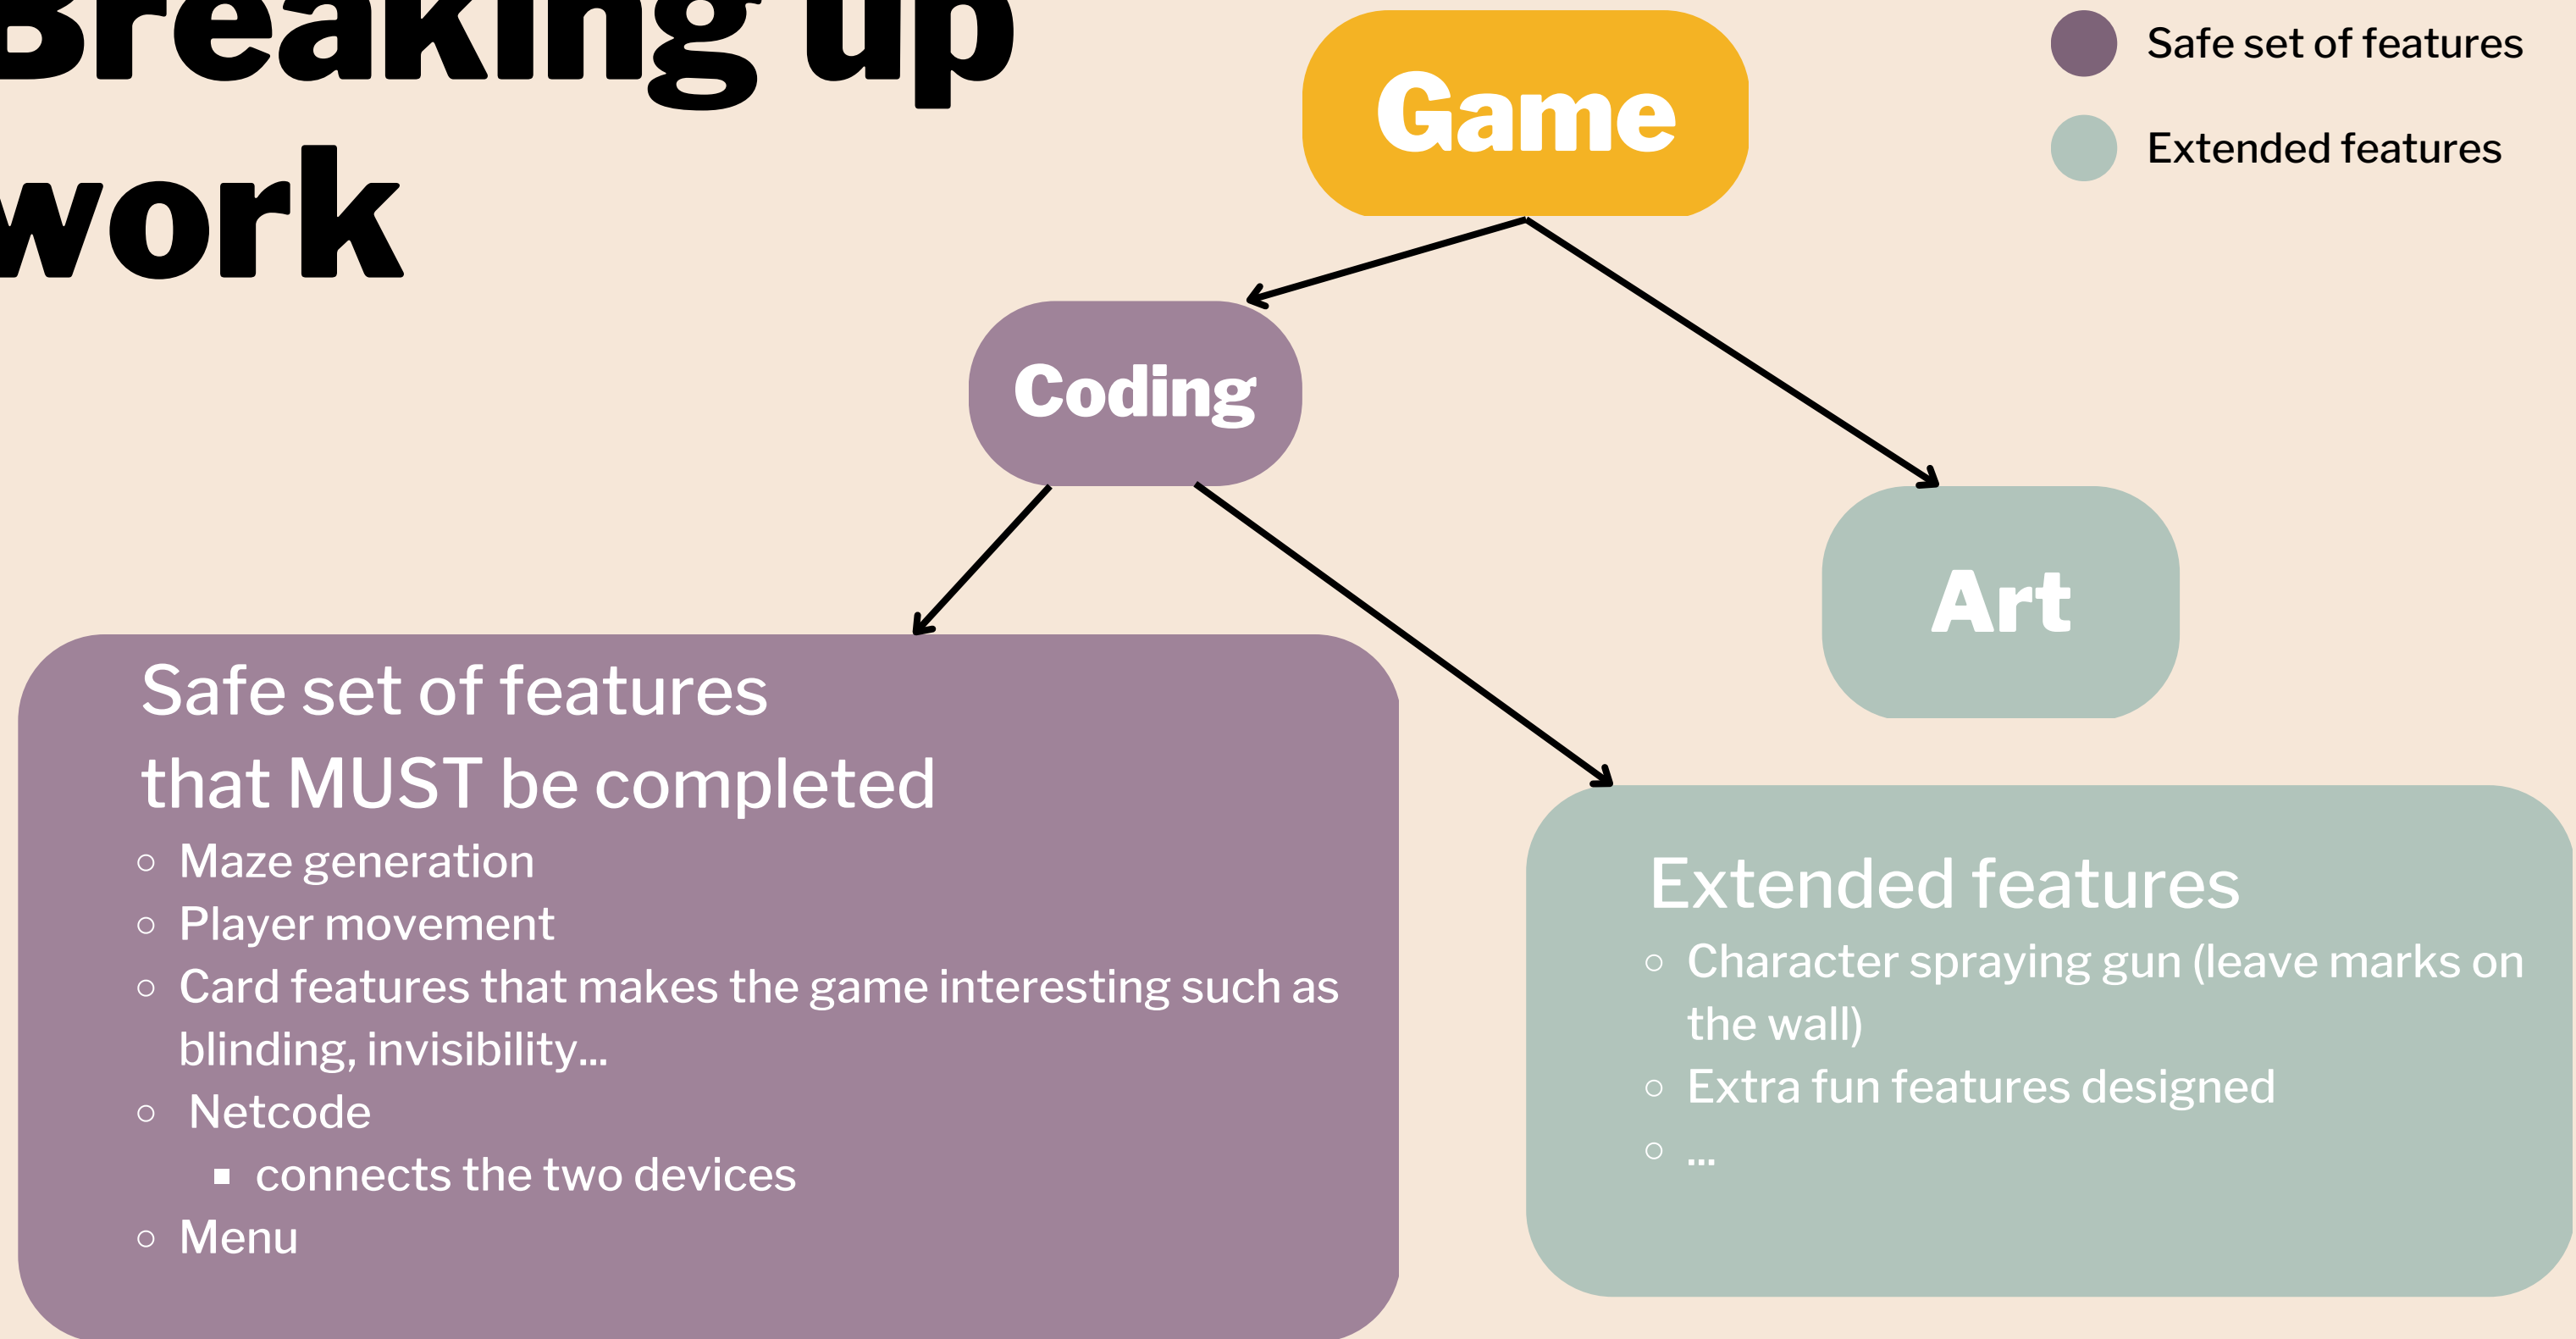 Breaking up
work
Game
Safe set of features
Extended features
Coding
Art
Safe set of features
that MUST be completed
Maze generation
Player movement
Card features that makes the game interesting such as
blinding, invisibility...
Netcode
connects the two devices
Menu
Extended features
Character spraying gun (leave marks on
the wall)
Extra fun features designed
...